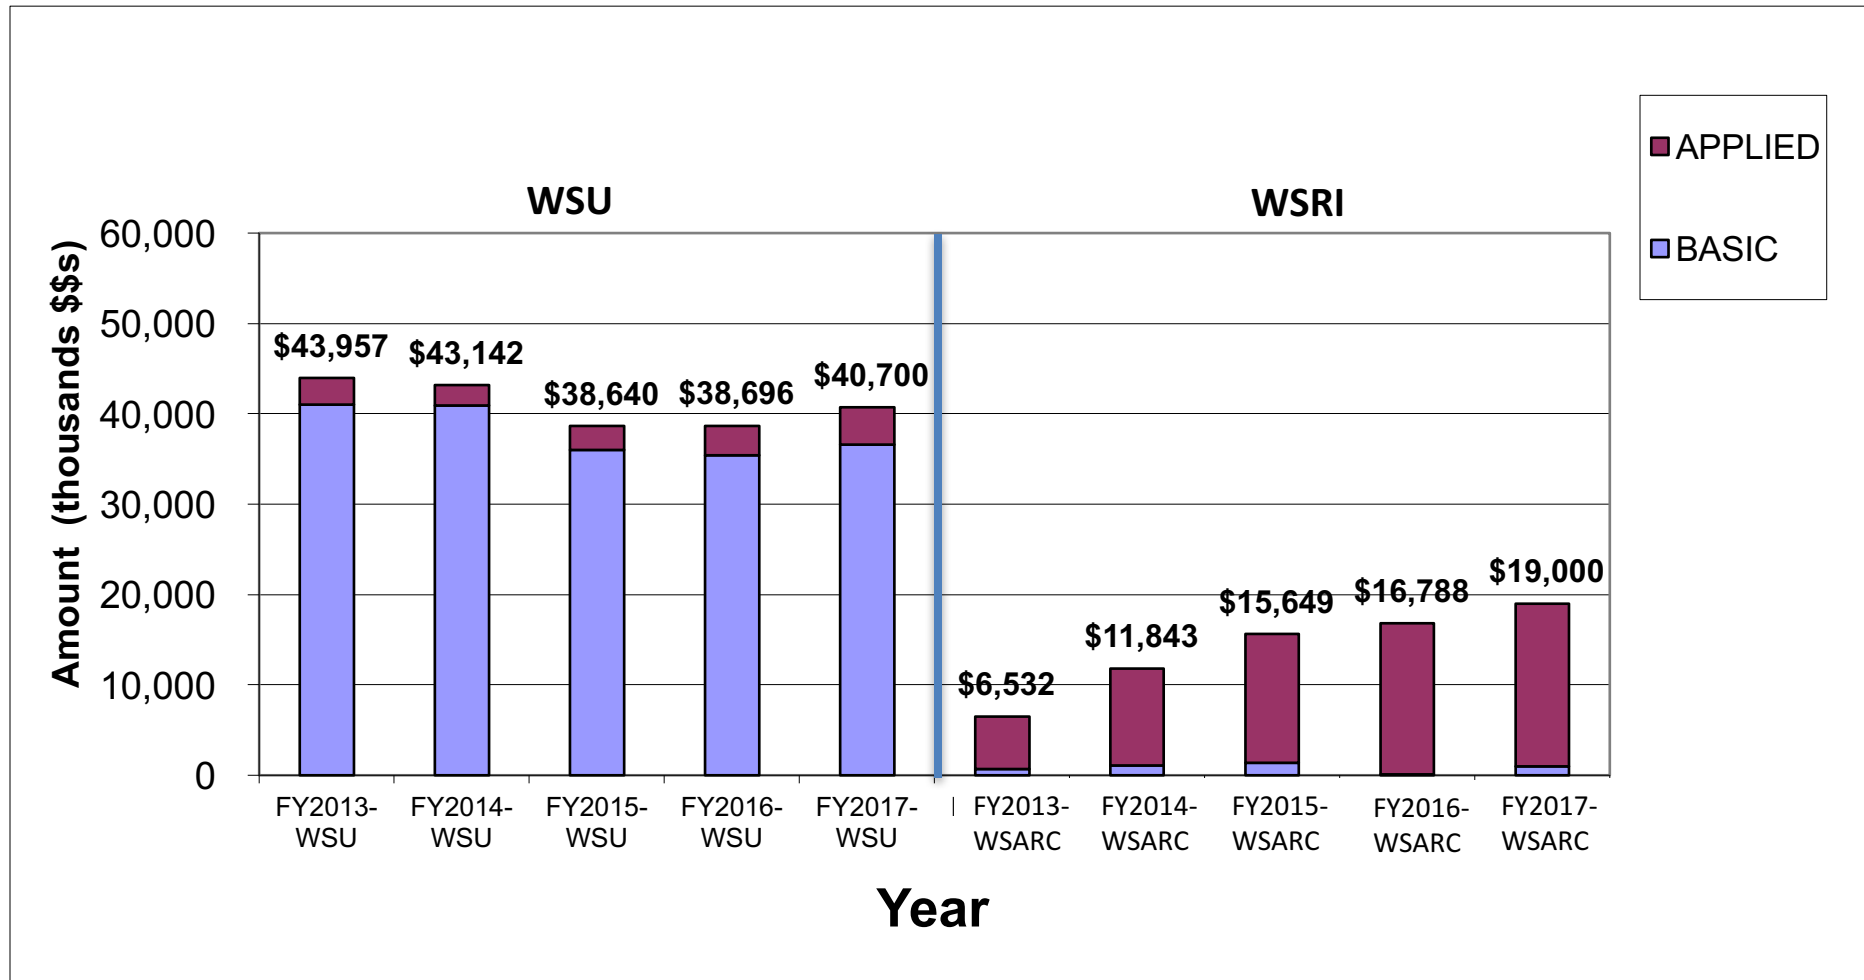 APPLIED
BASIC
WSU
WSRI
Amount (thousands $$s)
60,000
50,000
40,000
30,000
20,000
10,000
0
$43,957
$43,142
$38,640
$38,696
$40,700
$6,532
$11,843
$15,649
$16,788
$19,000
FY2013-
WSU
FY2014-
WSU
FY2015-
WSU
FY2016-
WSU
FY2017-
WSU
FY2013-
WSARC
FY2014-
WSARC
FY2015-
WSARC
FY2016-
WSARC
FY2017-
WSARC
Year